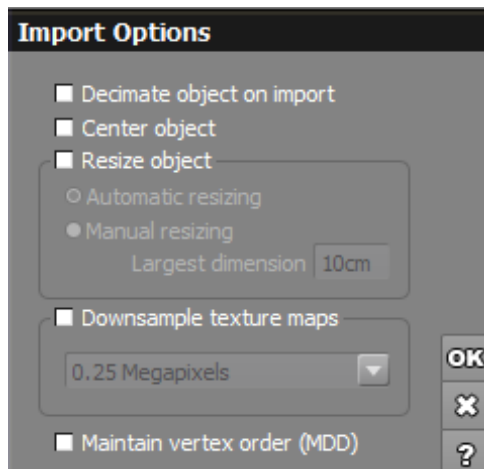 Import Options
Decimate object on import
Center object
Resize object
Automatic resizing
Manual resizing
Largest dimension 10cm
Downsample texture maps
0.25 Megapixels
OK
?
Maintain vertex order (MDD)